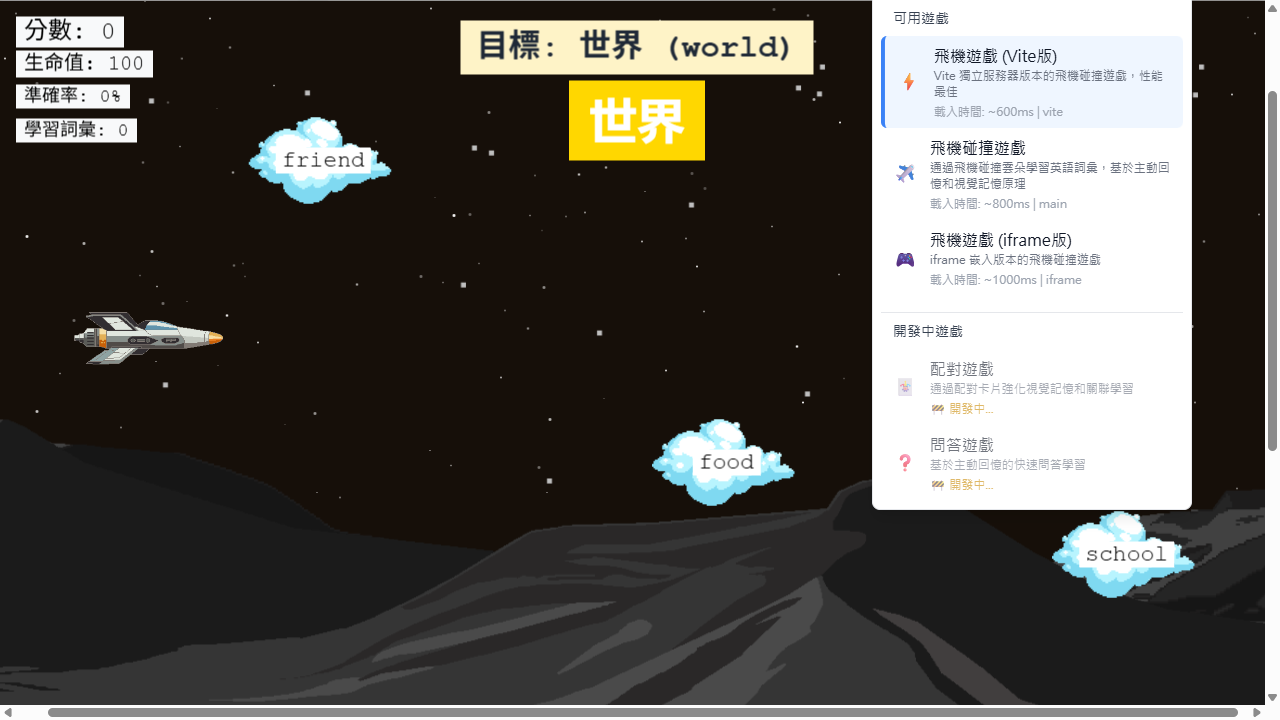 分數: 0
生命值: 100
準確率: 0%
學習詞彙: 0
目標: 世界 (world)
世界
friend
food
school
可用遊戲
飛機遊戲 (Vite版)
Vite 獨立服務器版本的飛機碰撞遊戲，性能
最佳
載入時間: ~600ms | vite
飛機碰撞遊戲
通過飛機碰撞雲朵學習英語詞彙，基於主動回
憶和視覺記憶原理
載入時間: ~800ms | main
飛機遊戲 (iframe版)
iframe 嵌入版本的飛機碰撞遊戲
載入時間: ~1000ms | iframe
開發中遊戲
配對遊戲
通過配對卡片強化視覺記憶和關聯學習
開發中...
問答遊戲
基於主動回憶的快速問答學習
開發中...